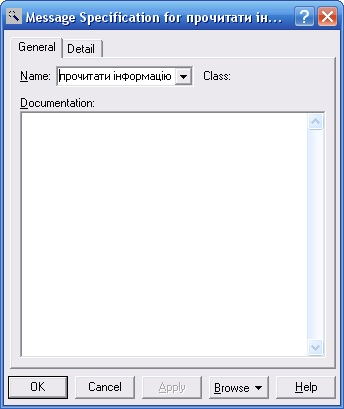 Message Specification for прочитати ін...
General Detail
Name: прочитати інформацію Class:
Documentation:
OK Cancel Apply Browse Help